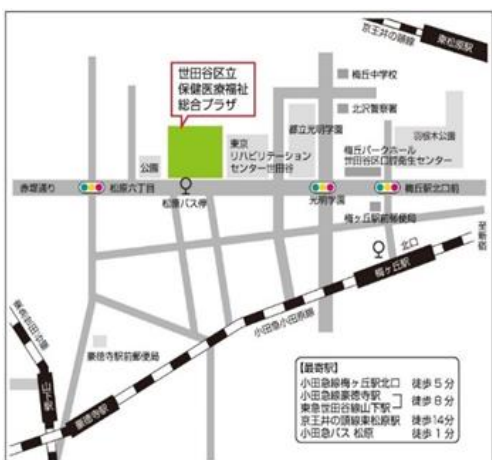 京王井の頭線
東松原駅
世田谷区立
保健医療福祉
総合プラザ
梅丘中学校
北沢警察署
都立光明学園
羽根木公園
東京
リハビリテーション
センター世田谷
公園
梅丘パークホール
世田谷区口腔衛生センター
赤堤通り
松原六丁目
松原バス停
光明学園
梅丘駅北口前
梅ヶ丘駅前郵便局
北口
至新宿
梅ヶ丘駅
小田急小田原線
豪徳寺駅前郵便局
山下駅
豪徳寺駅
【最寄駅】
小田急線梅ヶ丘駅北口 徒歩5分
小田急線豪徳寺駅
東急世田谷線山下駅 徒歩8分
京王井の頭線東松原駅 徒歩14分
小田急バス 松原 徒歩1分